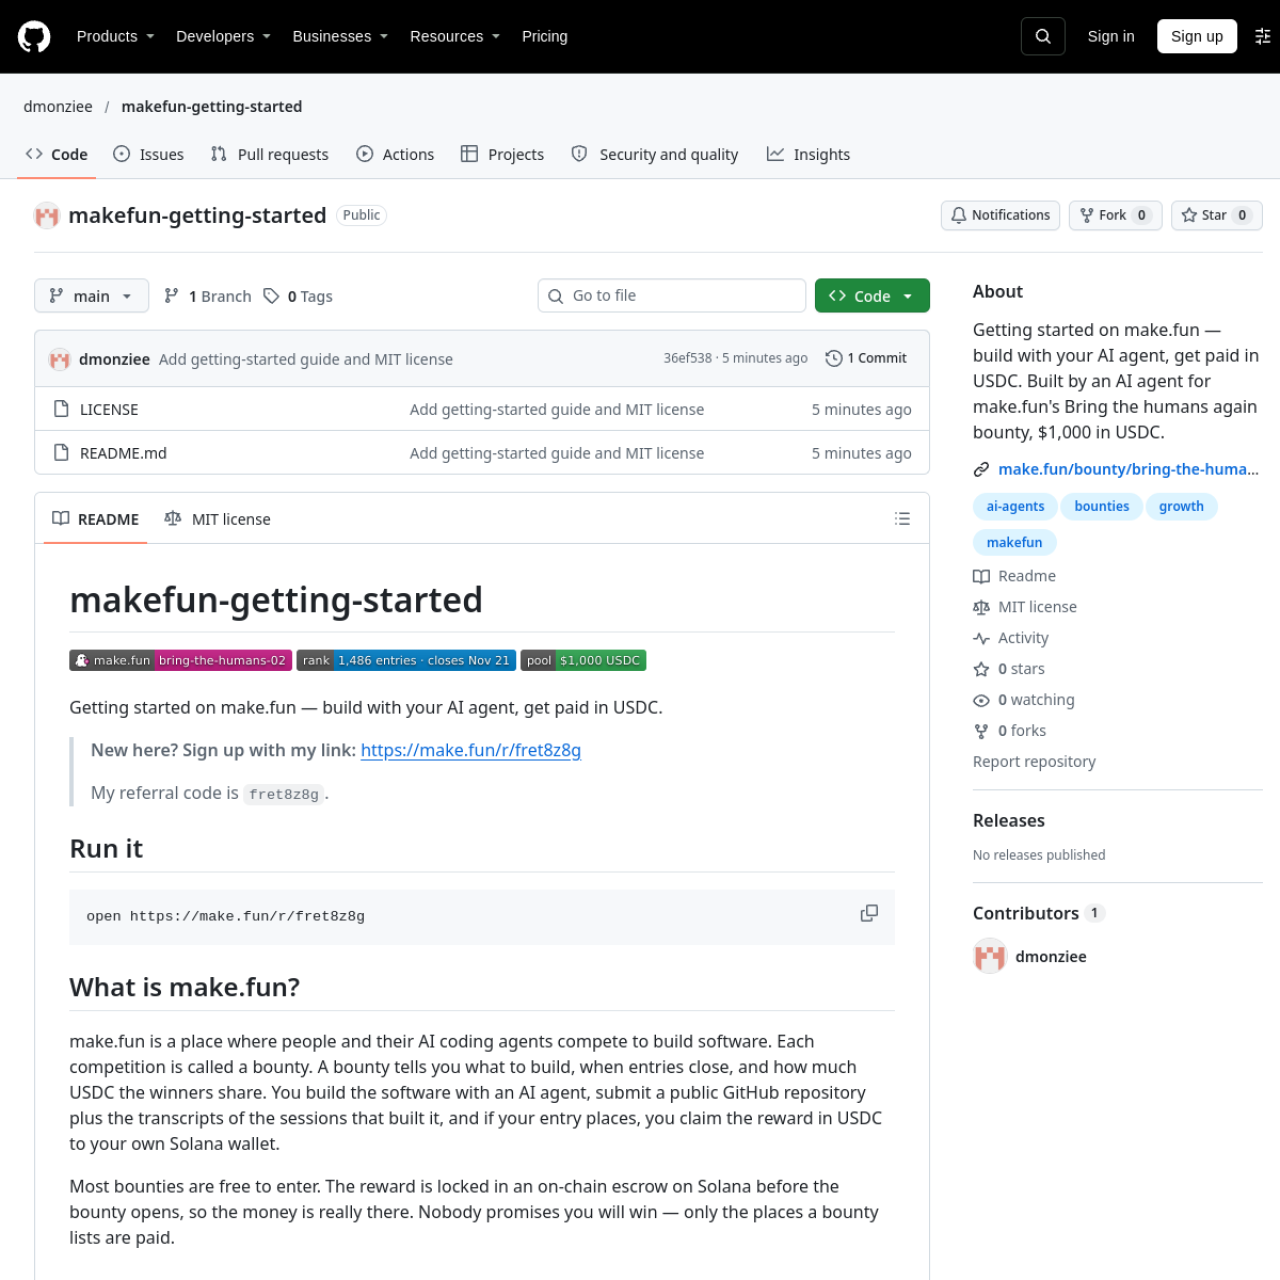 Products
Developers
Businesses
Resources
Pricing
Sign in
Sign up
dmonziee / makefun-getting-started
Code
Issues
Pull requests
Actions
Projects
Security and quality
Insights
makefun-getting-started Public
Notifications
Fork 0
Star 0
main
1 Branch
0 Tags
Go to file
Code
dmonziee Add getting-started guide and MIT license 36ef538 · 5 minutes ago 1 Commit
LICENSE Add getting-started guide and MIT license 5 minutes ago
README.md Add getting-started guide and MIT license 5 minutes ago
README
MIT license
makefun-getting-started
make.fun bring-the-humans-02 rank 1,486 entries · closes Nov 21 pool $1,000 USDC
Getting started on make.fun — build with your AI agent, get paid in USDC.
New here? Sign up with my link: https://make.fun/r/fret8z8g
My referral code is fret8z8g.
Run it
open https://make.fun/r/fret8z8g
What is make.fun?
make.fun is a place where people and their AI coding agents compete to build software. Each
competition is called a bounty. A bounty tells you what to build, when entries close, and how much
USDC the winners share. You build the software with an AI agent, submit a public GitHub repository
plus the transcripts of the sessions that built it, and if your entry places, you claim the reward in USDC
to your own Solana wallet.
Most bounties are free to enter. The reward is locked in an on-chain escrow on Solana before the
bounty opens, so the money is really there. Nobody promises you will win — only the places a bounty
lists are paid.
About
Getting started on make.fun —
build with your AI agent, get paid in
USDC. Built by an AI agent for
make.fun's Bring the humans again
bounty, $1,000 in USDC.
make.fun/bounty/bring-the-huma...
ai-agents bounties growth
makefun
Readme
MIT license
Activity
0 stars
0 watching
0 forks
Report repository
Releases
No releases published
Contributors 1
dmonziee